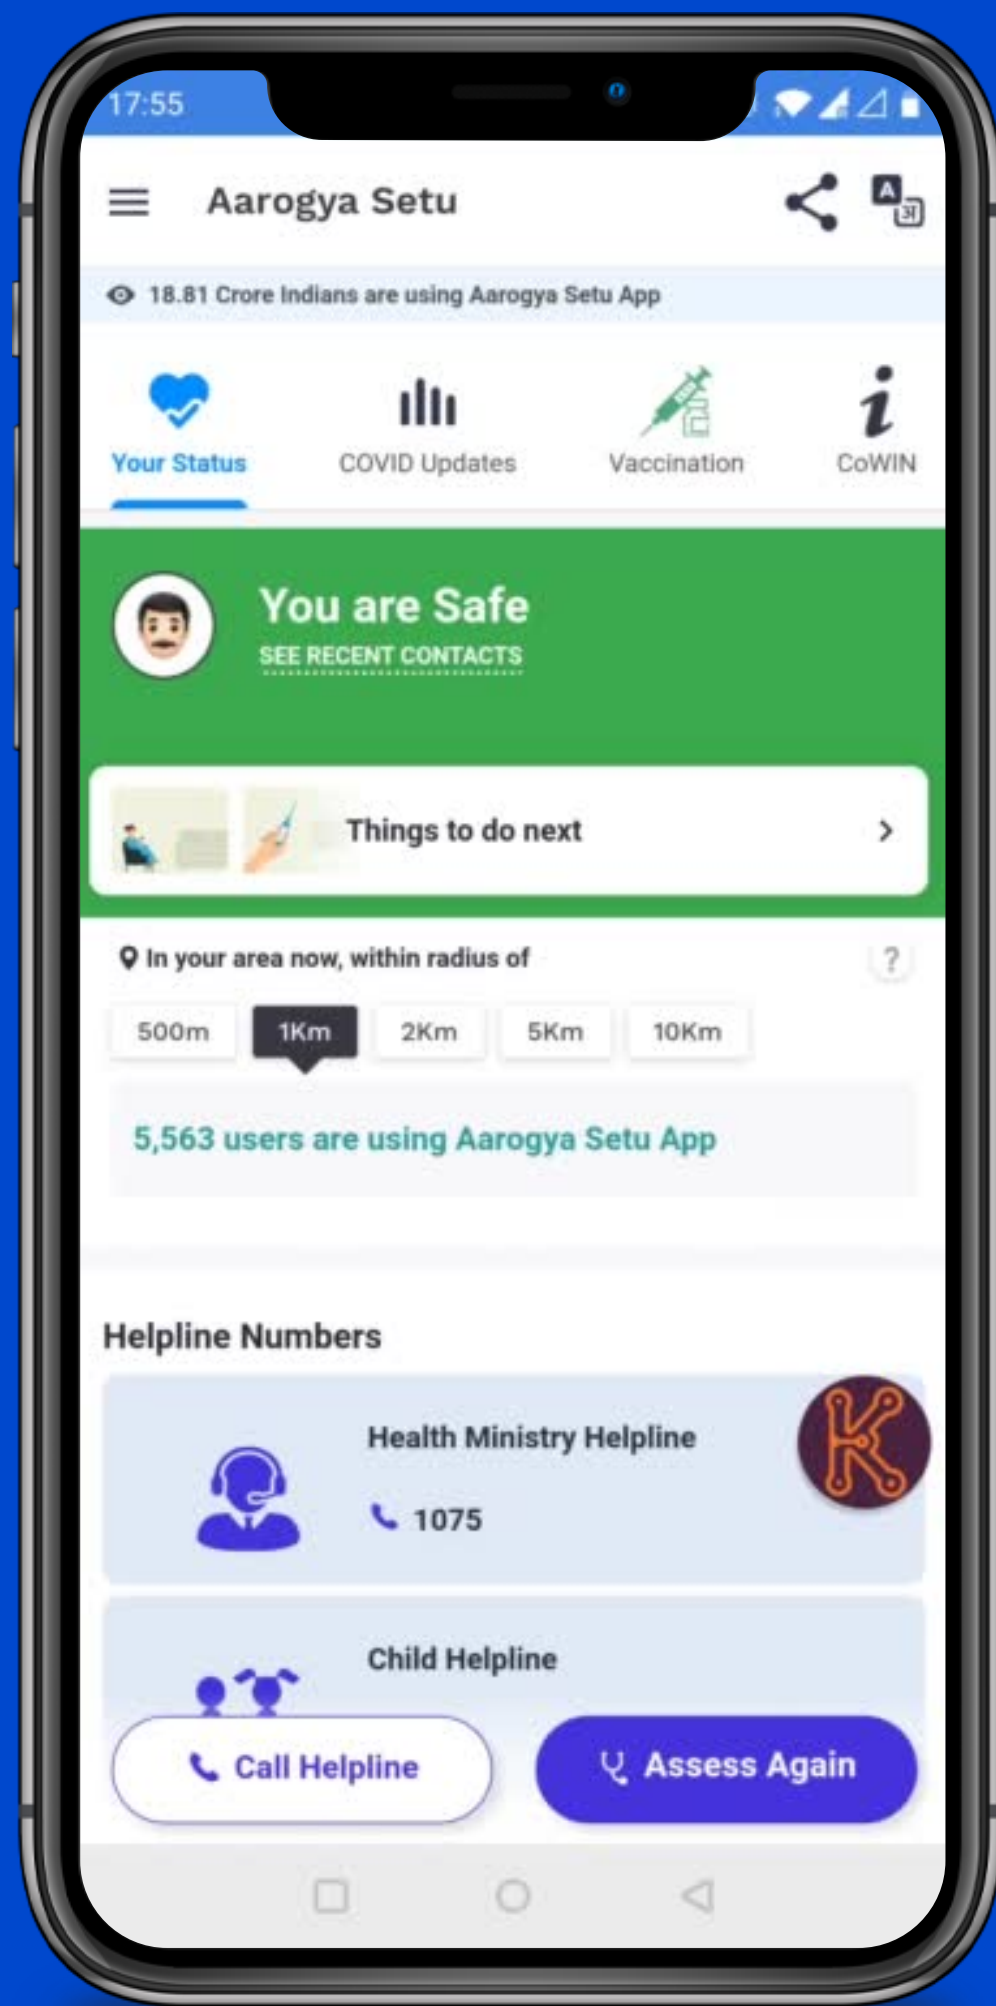 17:55
Aarogya Setu
A
अ
18.81 Crore Indians are using Aarogya Setu App
Your Status
COVID Updates
Vaccination
CoWIN
You are Safe
SEE RECENT CONTACTS
Things to do next
In your area now, within radius of
?
500m 1Km 2Km 5Km 10Km
5,563 users are using Aarogya Setu App
Helpline Numbers
Health Ministry Helpline
1075
K
Child Helpline
Call Helpline
Assess Again